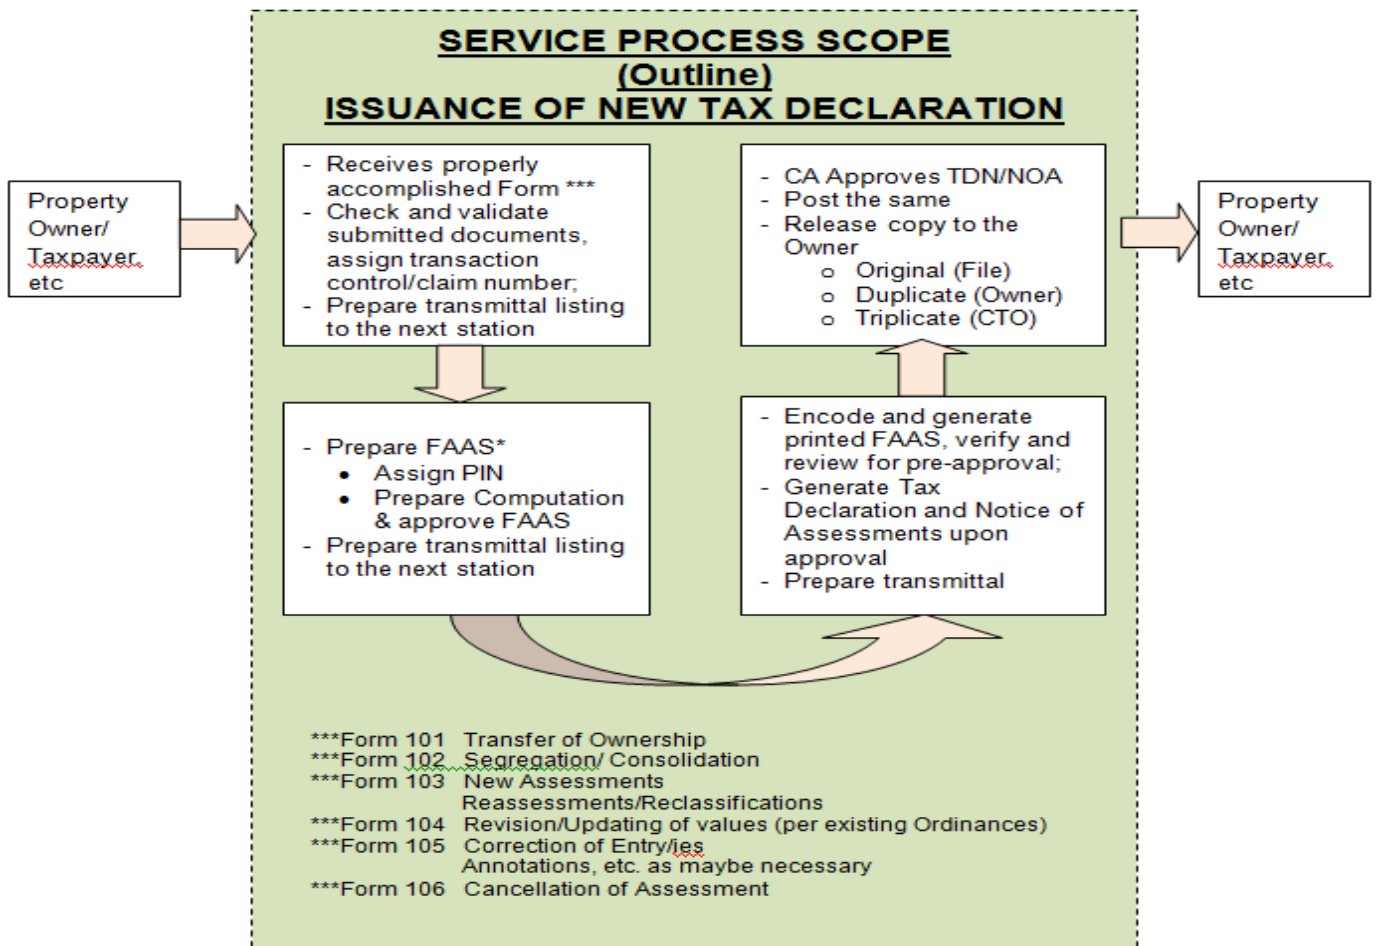 SERVICE PROCESS SCOPE
(Outline)
ISSUANCE OF NEW TAX DECLARATION
Property
Owner/
Taxpayer,
etc
- Receives properly
accomplished Form ***
- Check and validate
submitted documents,
assign transaction
control/claim number;
- Prepare transmittal listing
to the next station
- Prepare FAAS*
• Assign PIN
• Prepare Computation
& approve FAAS
- Prepare transmittal listing
to the next station
- Encode and generate
printed FAAS, verify and
review for pre-approval;
- Generate Tax
Declaration and Notice of
Assessments upon
approval
- Prepare transmittal
- CA Approves TDN/NOA
- Post the same
- Release copy to the
Owner
o Original (File)
o Duplicate (Owner)
o Triplicate (CTO)
Property
Owner/
Taxpayer,
etc
***Form 101 Transfer of Ownership
***Form 102 Segregation/ Consolidation
***Form 103 New Assessments
Reassessments/Reclassifications
***Form 104 Revision/Updating of values (per existing Ordinances)
***Form 105 Correction of Entry/ies
Annotations, etc. as maybe necessary
***Form 106 Cancellation of Assessment